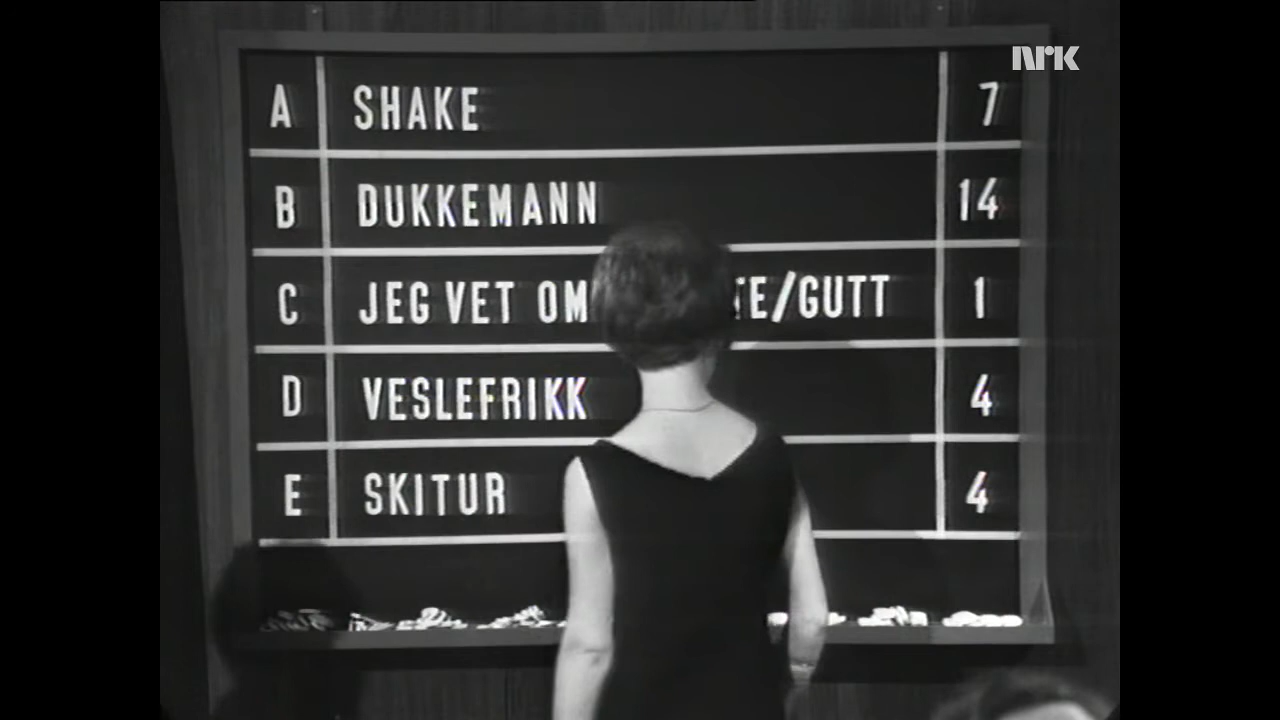 nrk
A SHAKE 7
B DUKKEMANN 14
C JEG VET OM /GUTT 1
D VESLEFRIKK 4
E SKITUR 4